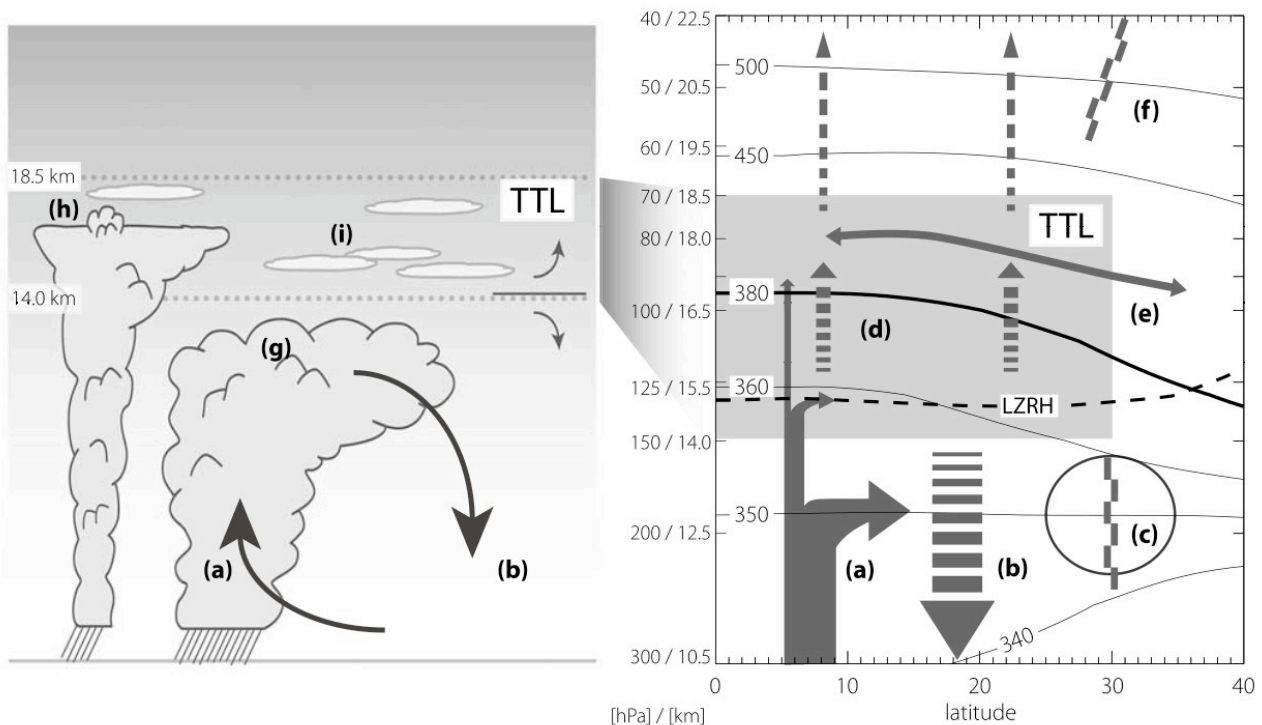 18.5 km
(h)
TTL
(i)
14.0 km
(g)
(a)
(b)
40 / 22.5
50 / 20.5
60 / 19.5
70 / 18.5
80 / 18.0
100 / 16.5
125 / 15.5
150 / 14.0
200 / 12.5
300 / 10.5
[hPa] / [km]
500
(f)
450
TTL
380
(d)
(e)
360
LZRH
350
(a)
(b)
(c)
340
0
10
20
30
40
latitude